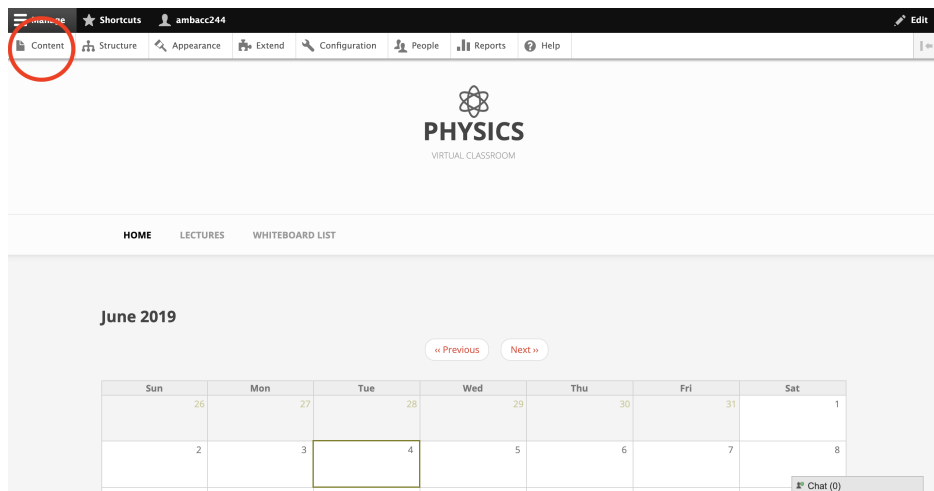 Manage Shortcuts ambacc244 Edit
Content Structure Appearance Extend Configuration People Reports Help
PHYSICS
VIRTUAL CLASSROOM
HOME LECTURES WHITEBOARD LIST
June 2019
‹‹ Previous Next ››
Sun Mon Tue Wed Thu Fri Sat
26 27 28 29 30 31 1
2 3 4 5 6 7 8
Chat (0)